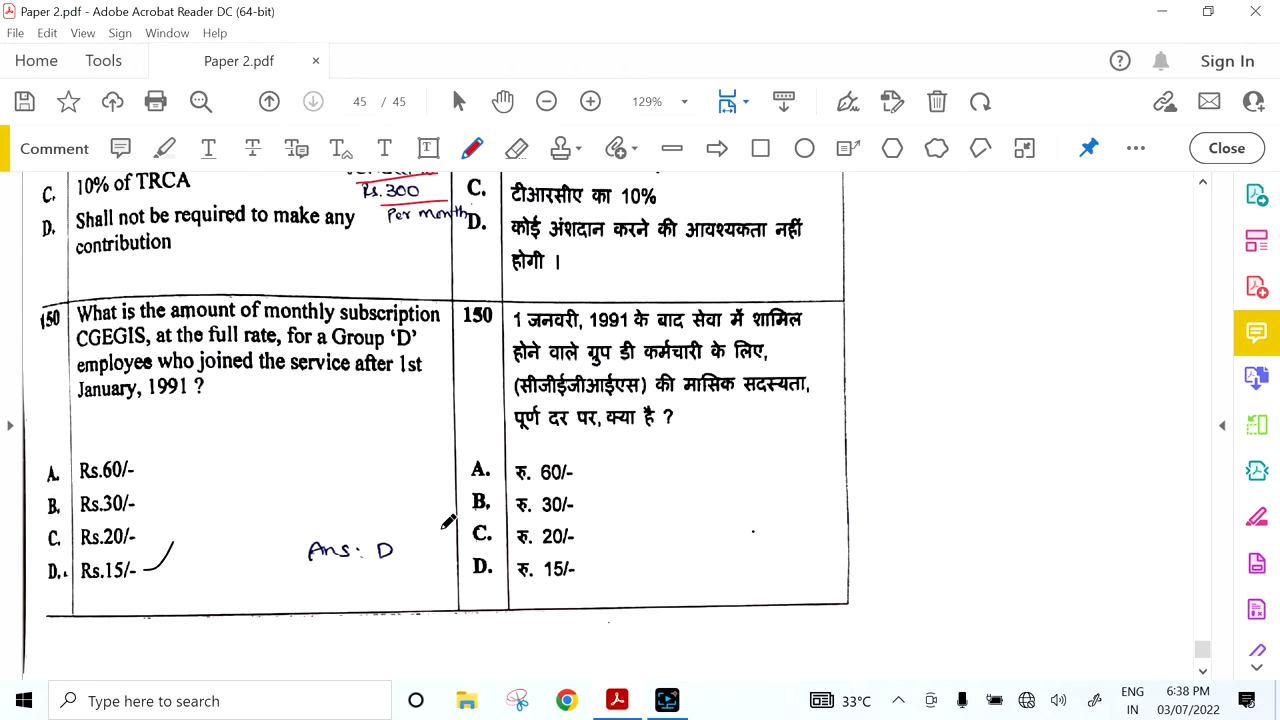 Paper 2.pdf - Adobe Acrobat Reader DC (64-bit)
File Edit View Sign Window Help
Home Tools Paper 2.pdf × Sign In
45 / 45 129%
Comment Close
C. 10% of TRCA
Rs.300
Per month
D. Shall not be required to make any
contribution
C. टीआरसीए का 10%
D. कोई अंशदान करने की आवश्यकता नहीं
होगी ।
150 What is the amount of monthly subscription
CGEGIS, at the full rate, for a Group ‘D’
employee who joined the service after 1st
January, 1991 ?
A. Rs.60/-
B. Rs.30/-
C. Rs.20/-
D. Rs.15/-
Ans: D
150 1 जनवरी, 1991 के बाद सेवा में शामिल
होने वाले ग्रुप डी कर्मचारी के लिए,
(सीजीईजीआईएस) की मासिक सदस्यता,
पूर्ण दर पर, क्या है ?
A. रु. 60/-
B. रु. 30/-
C. रु. 20/-
D. रु. 15/-
Type here to search
33°C
ENG
IN
6:38 PM
03/07/2022